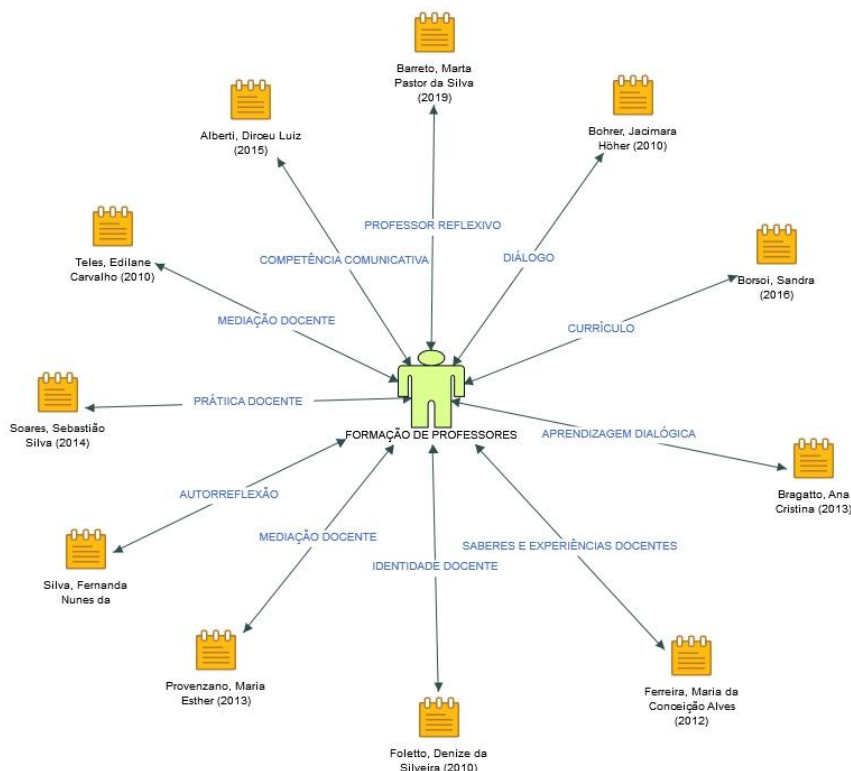 Barreto, Marta
Pastor da Silva
(2019)
Alberti, Dirceu Luiz
(2015)
Bohrer, Jacimara
Höher (2010)
PROFESSOR REFLEXIVO
COMPETÊNCIA COMUNICATIVA
DIÁLOGO
Teles, Edilane
Carvalho (2010)
Borsoi, Sandra
(2016)
MEDIAÇÃO DOCENTE
CURRÍCULO
Soares, Sebastião
Silva (2014)
PRÁTIICA DOCENTE
FORMAÇÃO DE PROFESSORES
APRENDIZAGEM DIALÓGICA
Bragatto, Ana
Cristina (2013)
AUTORREFLEXÃO
MEDIAÇÃO DOCENTE
IDENTIDADE DOCENTE
SABERES E EXPERIÊNCIAS DOCENTES
Silva, Fernanda
Nunes da
Provenzano, Maria
Esther (2013)
Foletto, Denize da
Silveira (2010)
Ferreira, Maria da
Conceição Alves
(2012)